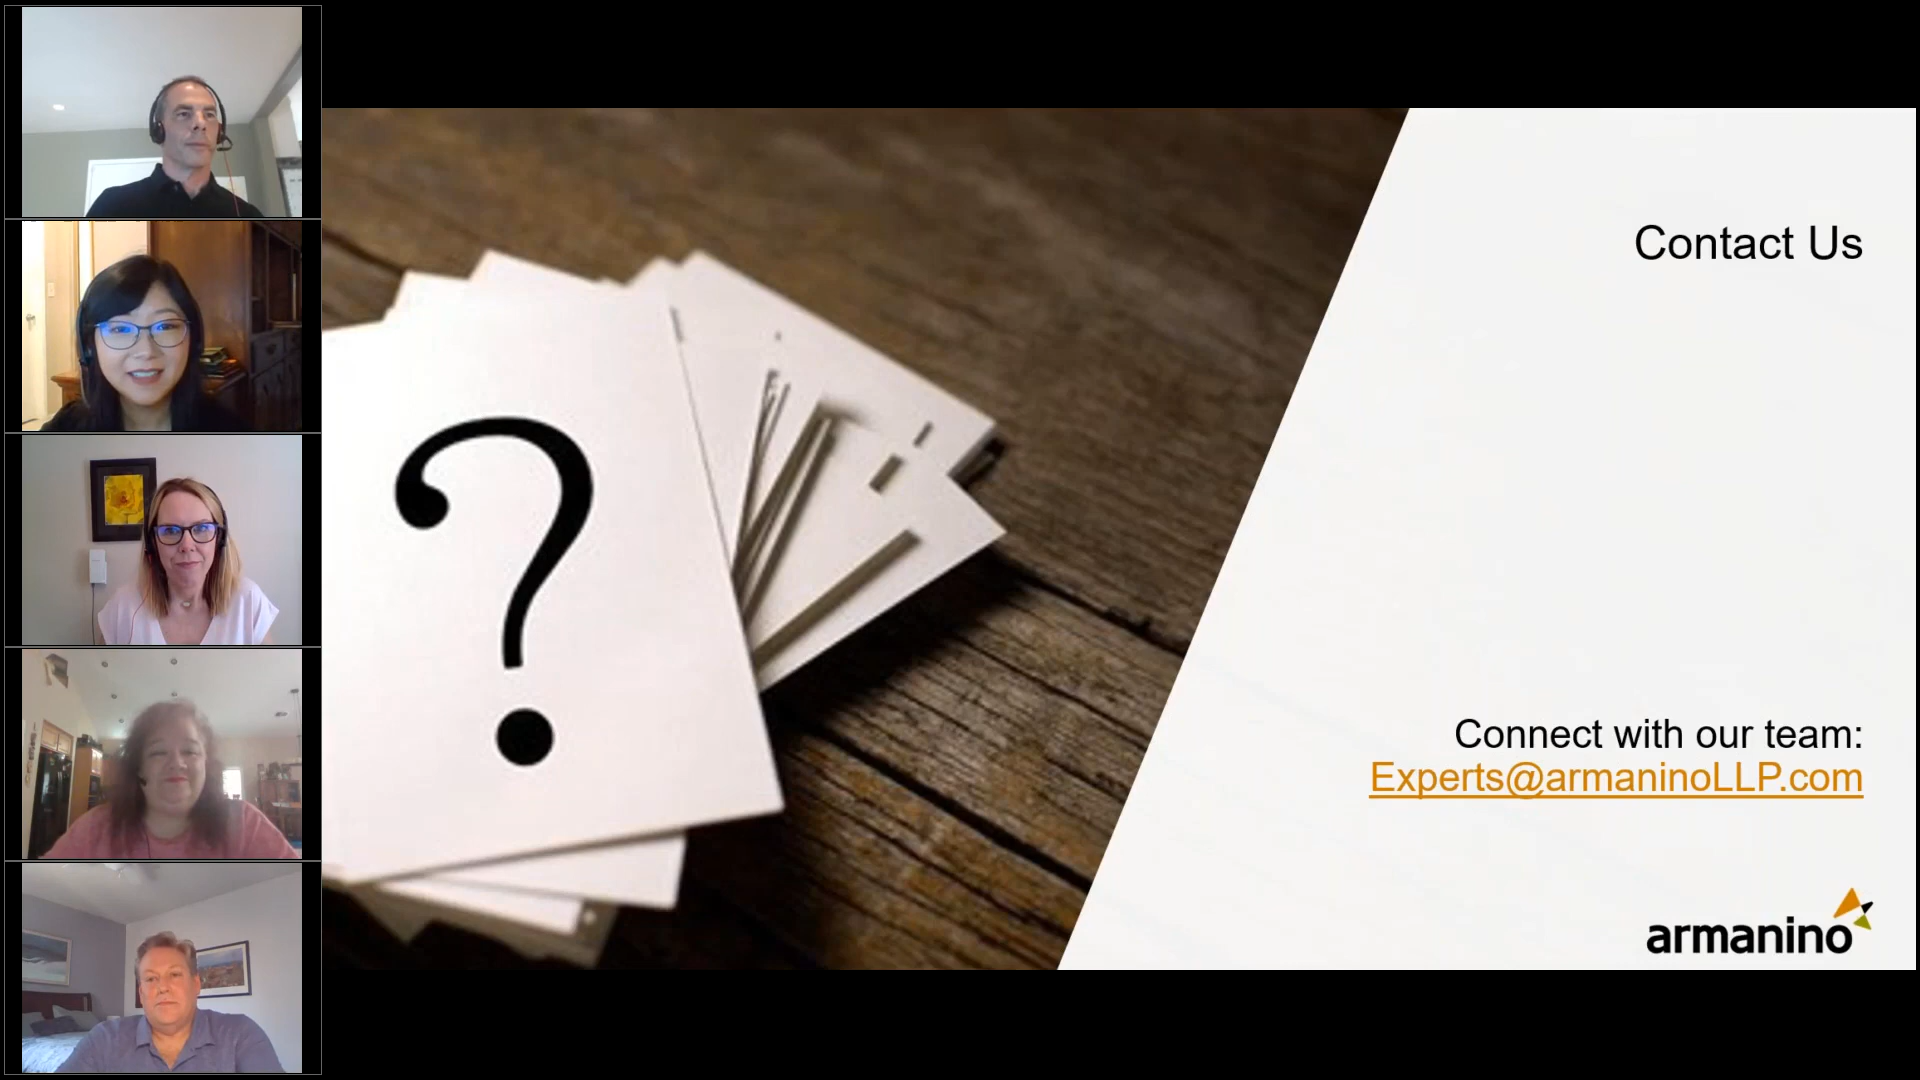 ?
Contact Us
Connect with our team:
Experts@armaninoLLP.com
armanino